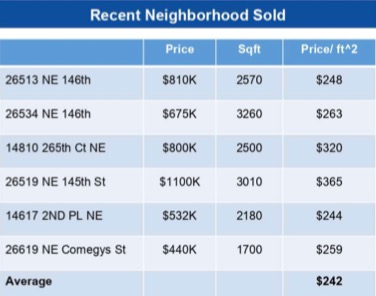 Recent Neighborhood Sold
Price Sqft Price/ ft^2
26513 NE 146th $810K 2570 $248
26534 NE 146th $675K 3260 $263
14810 265th Ct NE $800K 2500 $320
26519 NE 145th St $1100K 3010 $365
14617 2ND PL NE $532K 2180 $244
26619 NE Comegys St $440K 1700 $259
Average $242